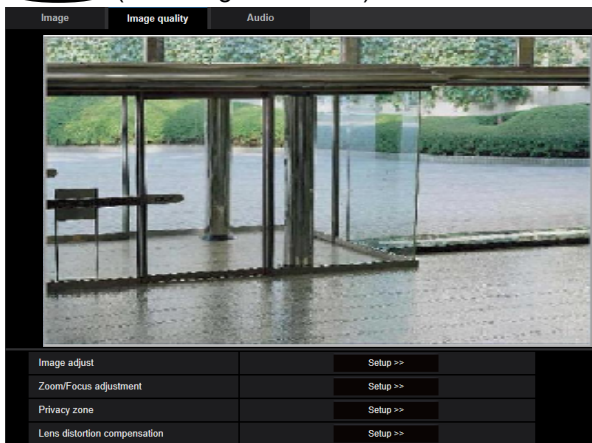 Image
Image quality
Audio
Image adjust
Setup >>
Zoom/Focus adjustment
Setup >>
Privacy zone
Setup >>
Lens distortion compensation
Setup >>